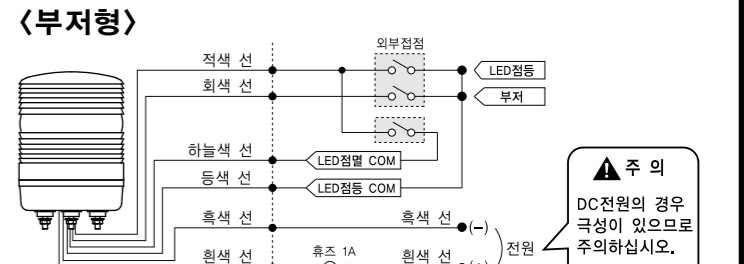 〈부저형〉
외부접점
적색 선
LED점등
회색 선
부저
하늘색 선
LED점멸 COM
등색 선
LED점등 COM
주 의
DC전원의 경우
극성이 있으므로
주의하십시오.
흑색 선
흑색 선
(-)
전원
흰색 선
휴즈 1A
흰색 선